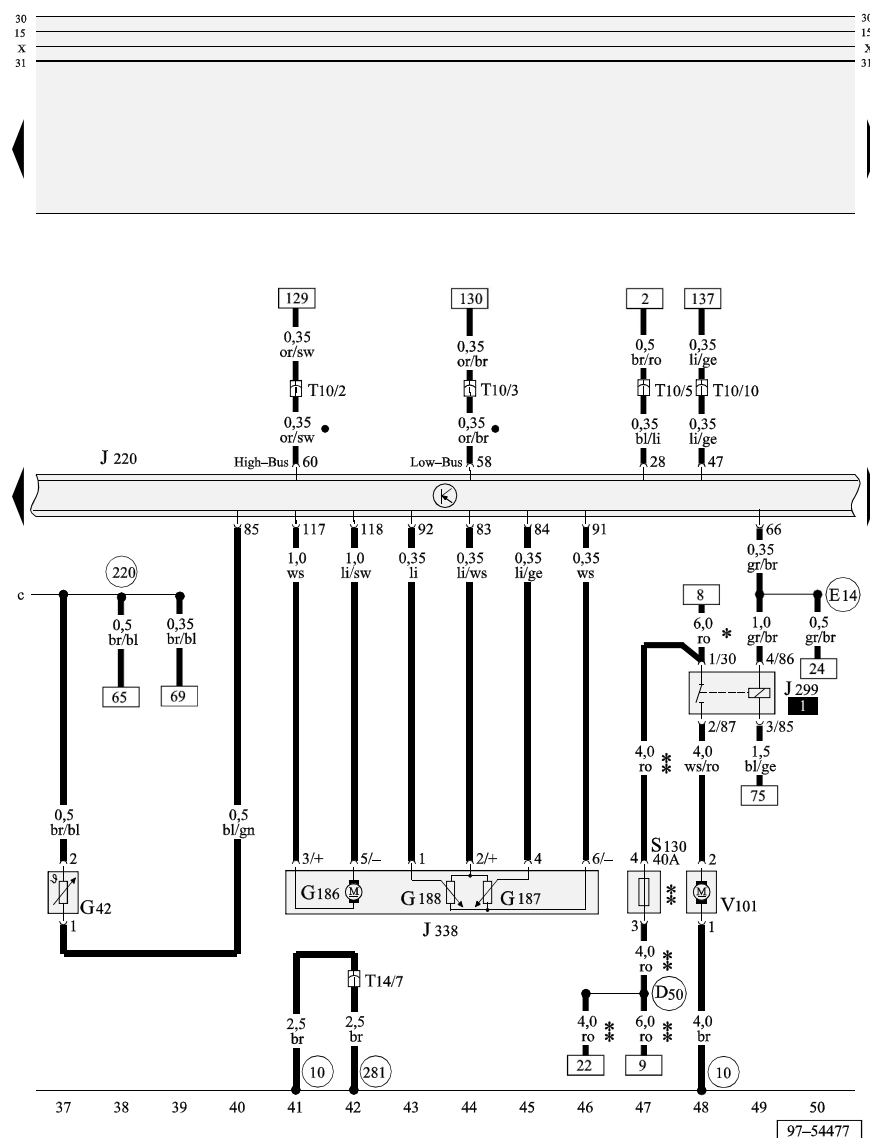 30 30
15 15
X X
31 31
129 130 2 137
0,35 or/sw
0,35 or/br
0,5 br/ro
0,35 li/ge
T10/2 T10/3 T10/5 T10/10
0,35 or/sw
0,35 or/br
0,35 bl/li
0,35 li/ge
J 220
High–Bus 60
Low–Bus 58
28
47
85 117 118 92 83 84 91 66
1,0 ws
1,0 li/sw
0,35 li
0,35 li/ws
0,35 li/ge
0,35 ws
0,35 gr/br
c
220
8
E14
0,5 br/bl
0,35 br/bl
6,0 ro *
1,0 gr/br
0,5 gr/br
65 69
1/30 4/86
24
J 299
1
2/87 3/85
4,0 ro **
4,0 ws/ro
1,5 bl/ge
75
0,5 br/bl
0,5 bl/gn
S130
40A
2 3/+ 5/– 1 2/+ 4 6/– 4 2
ϑ
G42
G186
M
G188
G187
**
M
V101
1
J 338
3
1
4,0 ro **
T14/7
D50
2,5 br
2,5 br
4,0 ro **
6,0 ro **
4,0 br
10 281 22 9 10
37 38 39 40 41 42 43 44 45 46 47 48 49 50
97–54477